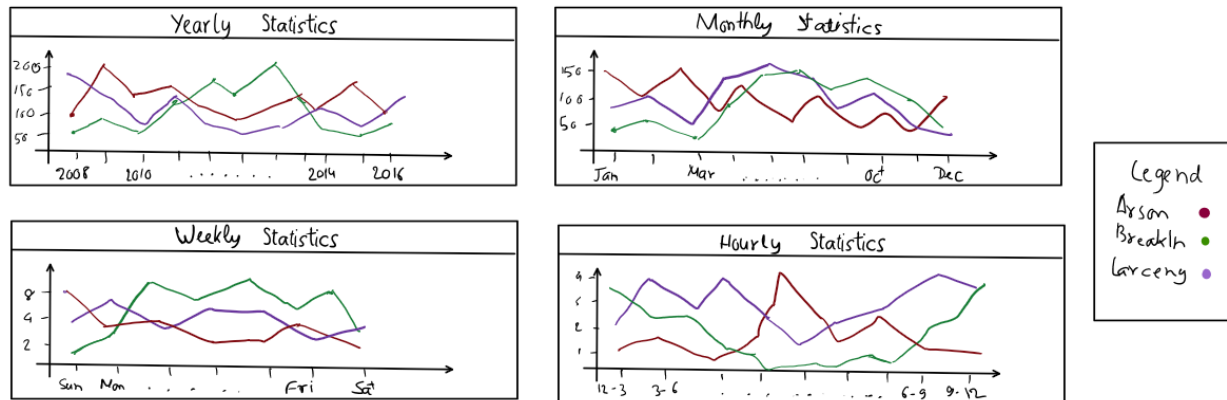 Yearly Statistics
200
150
100
50
2008 2010 ........ 2014 2016
Monthly Statistics
150
100
50
Jan Mar ........ Oct Dec
Weekly Statistics
8
4
2
Sun Mon ........ Fri Sat
Hourly Statistics
4
2
1
12-3 3-6 ........ 6-9 9-12
Legend
Arson
BreakIn
Larceny